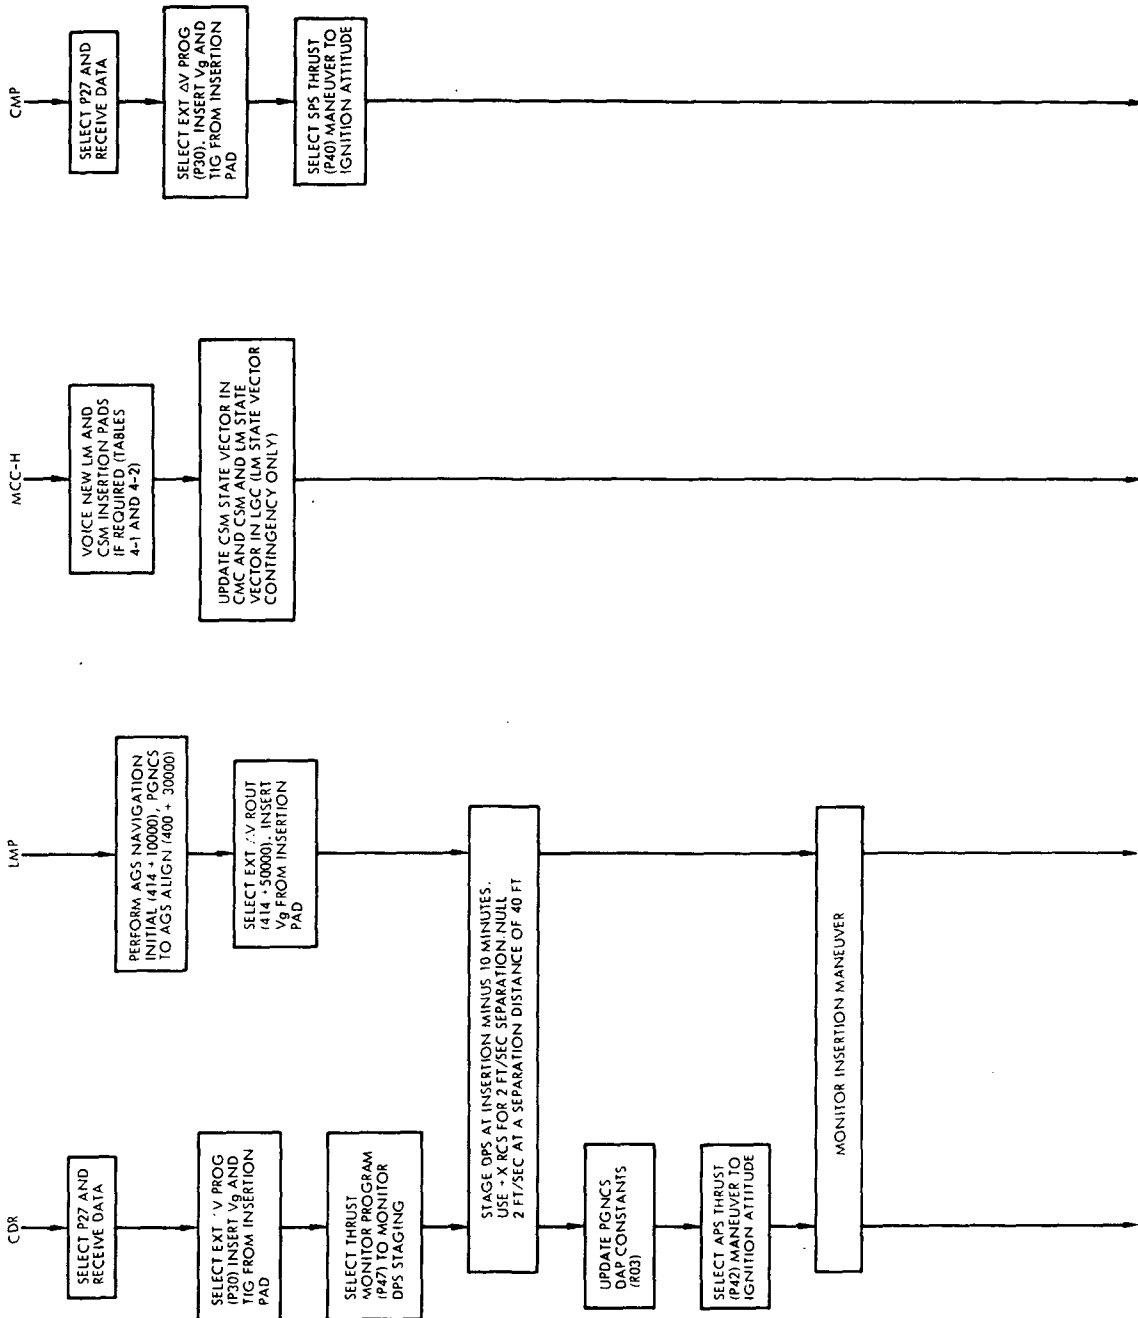 CDR
SELECT P27 AND
RECEIVE DATA
SELECT EXT V PROG
(P30) INSERT Vg AND
TIG FROM INSERTION
PAD
SELECT THRUST
MONITOR PROGRAM
(P47) TO MONITOR
DPS STAGING
STAGE DPS AT INSERTION MINUS 10 MINUTES.
USE +X RCS FOR 2 FT/SEC SEPARATION. NULL
2 FT/SEC AT A SEPARATION DISTANCE OF 40 FT
UPDATE PGNCS
DAP CONSTANTS
(R03)
SELECT APS THRUST
(P42) MANEUVER TO
IGNITION ATTITUDE
MONITOR INSERTION MANEUVER
LMP
PERFORM AGS NAVIGATION
INITIAL (414 + 10000), PGNCS
TO AGS ALIGN (400 + 30000)
SELECT EXT ΔV ROUT
(414 +50000). INSERT
Vg FROM INSERTION
PAD
MCC-H
VOICE NEW LM AND
CSM INSERTION PADS
IF REQUIRED (TABLES
4-1 AND 4-2)
UPDATE CSM STATE VECTOR IN
CMC AND CSM AND LM STATE
VECTOR IN LGC (LM STATE VECTOR
CONTINGENCY ONLY)
CMP
SELECT P27 AND
RECEIVE DATA
SELECT EXT ΔV PROG
(P30). INSERT Vg AND
TIG FROM INSERTION
PAD
SELECT SPS THRUST
(P40) MANEUVER TO
IGNITION ATTITUDE